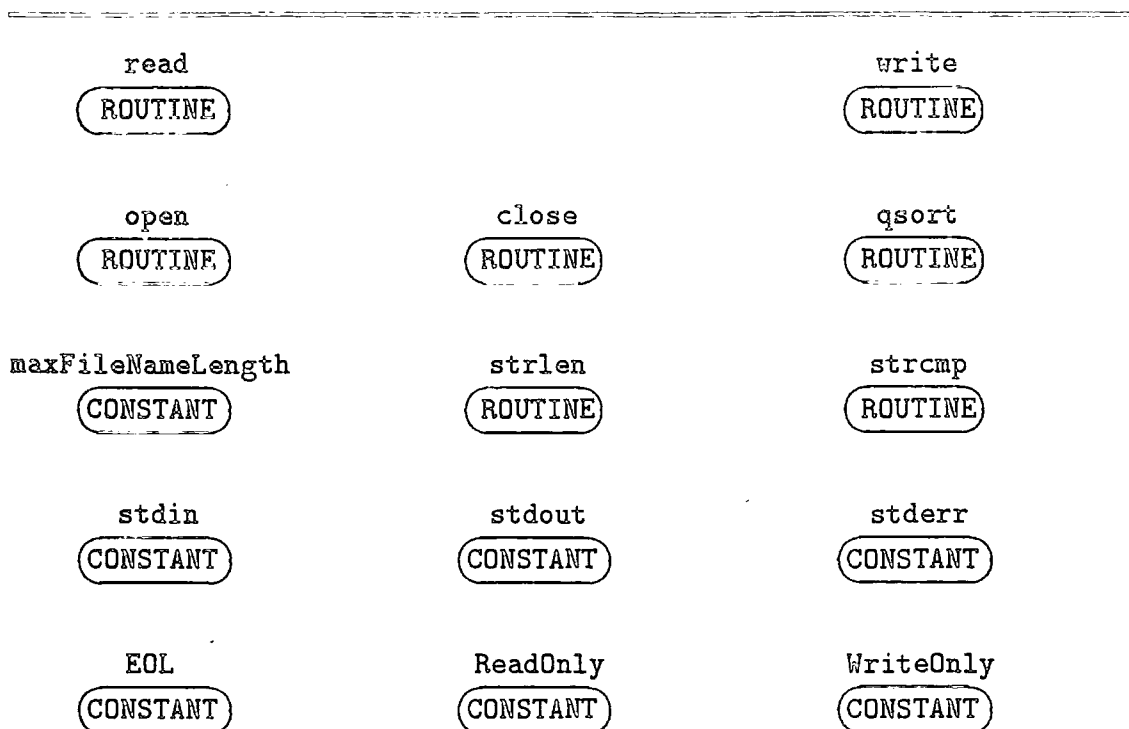 read write
ROUTINE ROUTINE
open close qsort
ROUTINE ROUTINE ROUTINE
maxFileNameLength strlen strcmp
CONSTANT ROUTINE ROUTINE
stdin stdout stderr
CONSTANT CONSTANT CONSTANT
EOL ReadOnly WriteOnly
CONSTANT CONSTANT CONSTANT